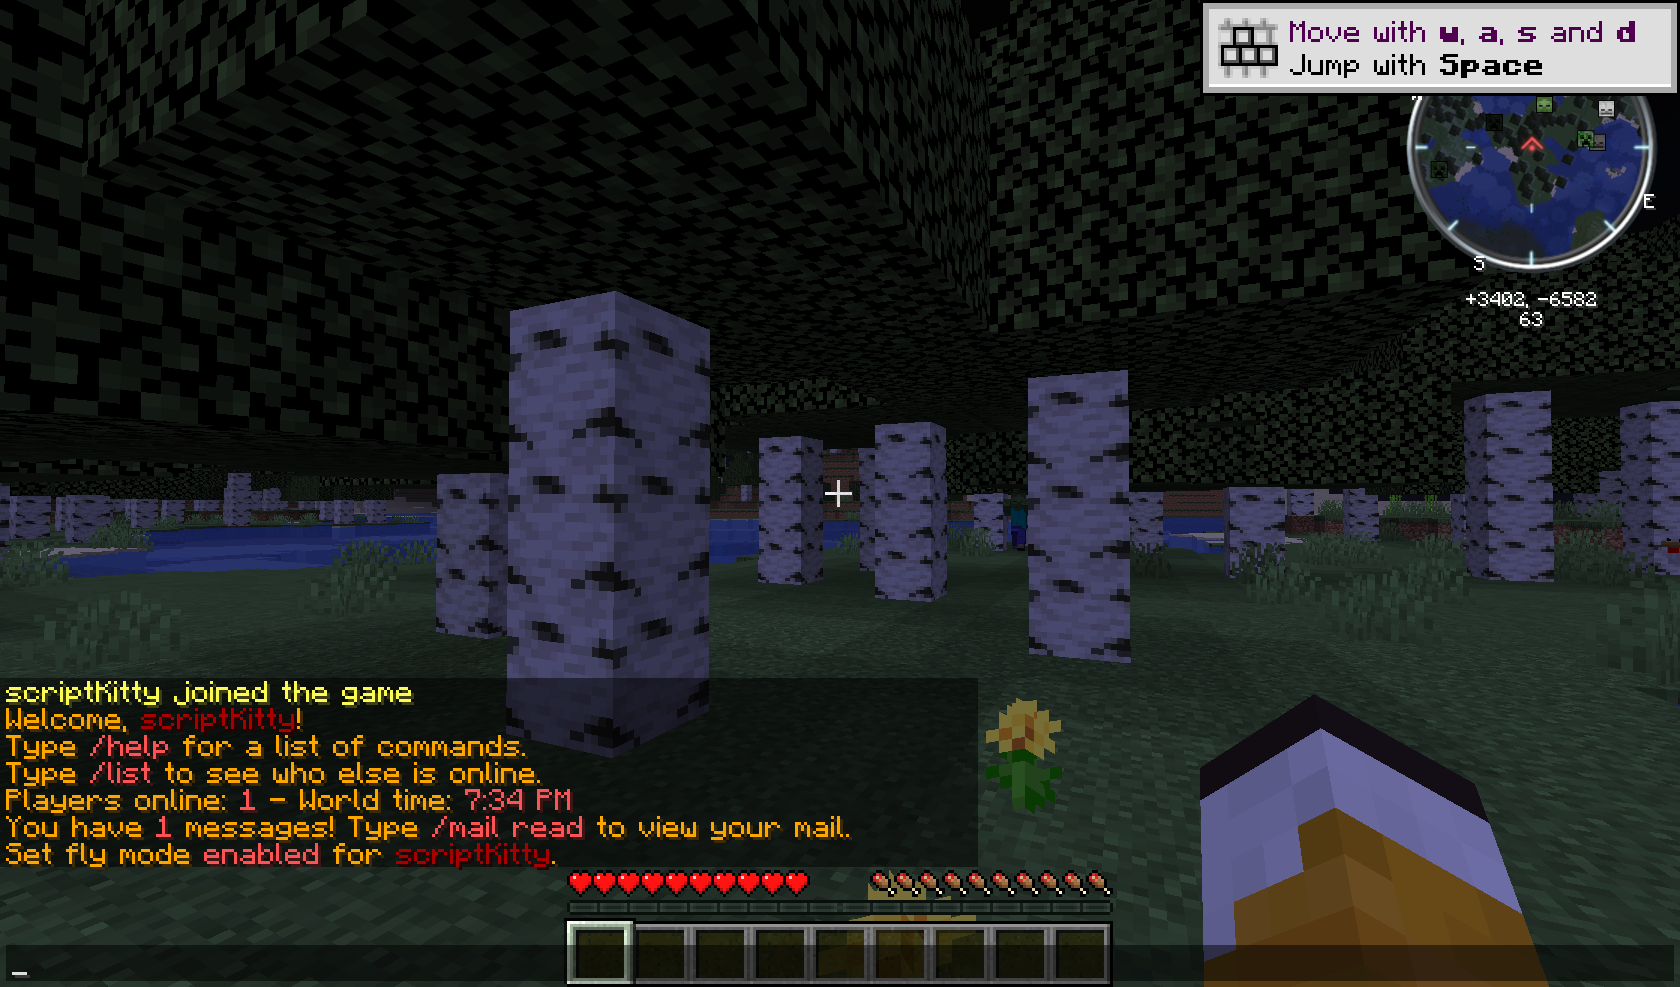 Move with w, a, s and d
Jump with Space
E
S
+3402, -6582
63
scriptKitty joined the game
Welcome, scriptKitty!
Type /help for a list of commands.
Type /list to see who else is online.
Players online: 1 - World time: 7:34 PM
You have 1 messages! Type /mail read to view your mail.
Set fly mode enabled for scriptKitty.
_